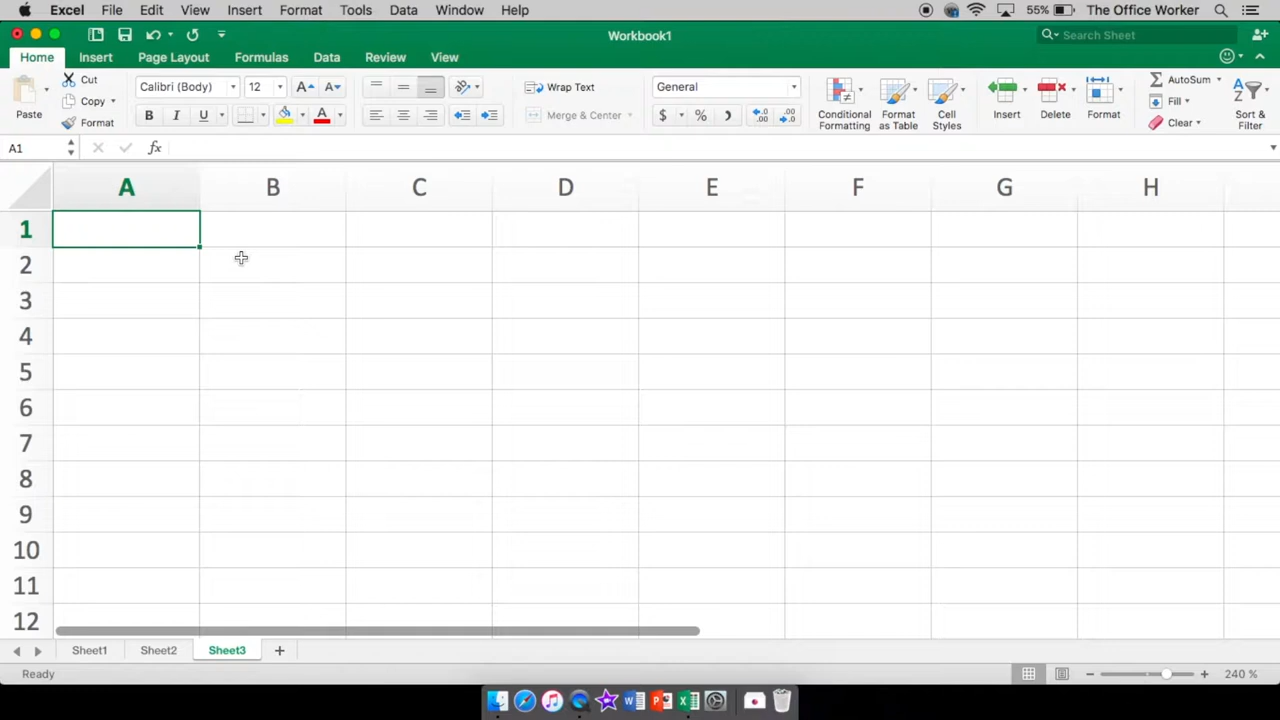 Excel File Edit View Insert Format Tools Data Window Help 55% The Office Worker
Workbook1
Search Sheet
Home Insert Page Layout Formulas Data Review View
Paste
Cut
Copy
Format
Calibri (Body) 12 A A
B I U A
Wrap Text
Merge & Center
General
$ % .00 .0
Conditional Formatting
Format as Table
Cell Styles
Insert
Delete
Format
AutoSum
Fill
Clear
Sort & Filter
A1 fx
A B C D E F G H
1
2
3
4
5
6
7
8
9
10
11
12
Sheet1 Sheet2 Sheet3 +
Ready 240 %